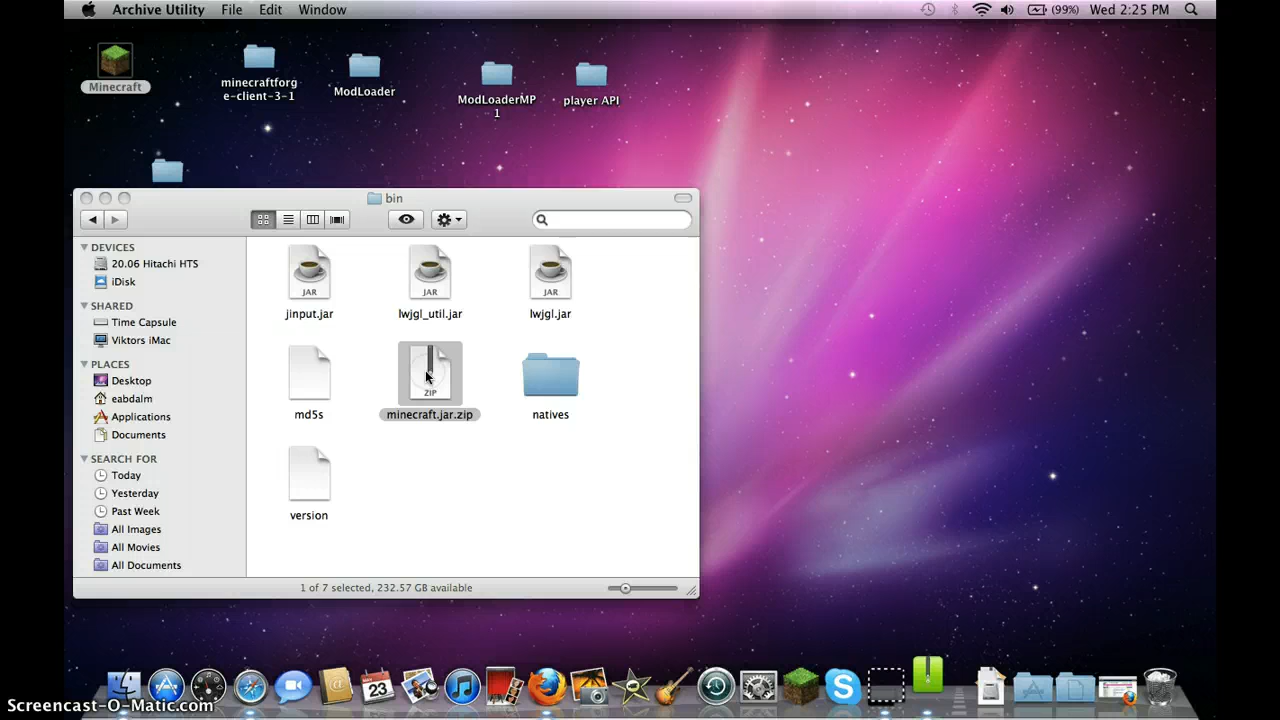 Archive Utility File Edit Window (99%) Wed 2:25 PM
Minecraft
minecraftforg
e-client-3-1
ModLoader
ModLoaderMP
1
player API
bin
DEVICES
20.06 Hitachi HTS
iDisk
SHARED
Time Capsule
Viktors iMac
PLACES
Desktop
eabdalm
Applications
Documents
SEARCH FOR
Today
Yesterday
Past Week
All Images
All Movies
All Documents
JAR
jinput.jar
JAR
lwjgl_util.jar
JAR
lwjgl.jar
md5s
ZIP
minecraft.jar.zip
natives
version
1 of 7 selected, 232.57 GB available
23
Screencast-O-Matic.com